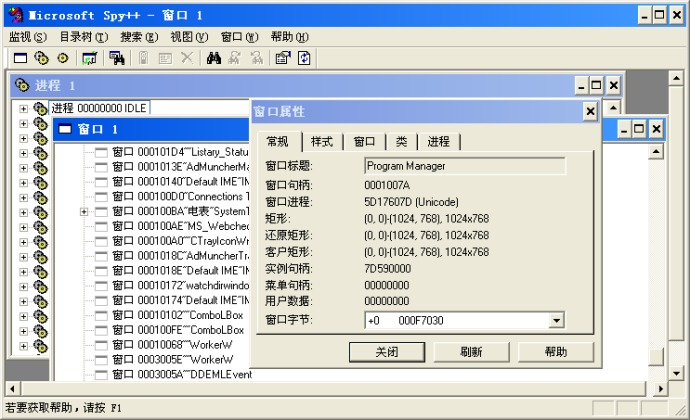 Microsoft Spy++ - 窗口 1
监视(S) 目录树(T) 搜索(E) 视图(V) 窗口(W) 帮助(H)
进程 1
进程 00000000 IDLE
窗口 1
窗口 000101D4""Listary_Statu
窗口 0001013E"AdMuncherMa
窗口 00010140"Default IME"IM
窗口 000100D0"Connections T
窗口 000100BA"电表"SystemT
窗口 000100AE"MS_Webchec
窗口 000100A0""CTrayIconWr
窗口 0001018C"AdMuncherTra
窗口 0001018E"Default IME"IM
窗口 00010172"watchdirwindo
窗口 00010174"Default IME"IM
窗口 00010102""ComboLBox
窗口 000100FE""ComboLBox
窗口 00010068""WorkerW
窗口 0003005E""WorkerW
窗口 0003005A""DDEMLEvent
窗口属性
常规 样式 窗口 类 进程
窗口标题: Program Manager
窗口句柄: 0001007A
窗口进程: 5D17607D (Unicode)
矩形: (0, 0)-(1024, 768), 1024x768
还原矩形: (0, 0)-(1024, 768), 1024x768
客户矩形: (0, 0)-(1024, 768), 1024x768
实例句柄: 7D590000
菜单句柄: 00000000
用户数据: 00000000
窗口字节: +0 000F7030
关闭 刷新 帮助
若要获取帮助,请按 F1